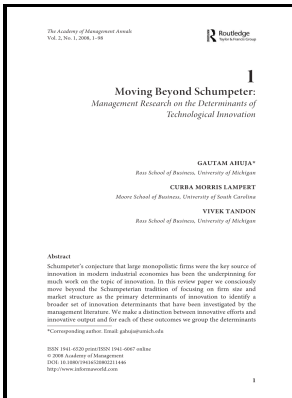 The Academy of Management Annals
Vol. 2, No. 1, 2008, 1–98
Routledge
Taylor & Francis Group
1
Moving Beyond Schumpeter:
Management Research on the Determinants of
Technological Innovation
GAUTAM AHUJA*
Ross School of Business, University of Michigan
CURBA MORRIS LAMPERT
Moore School of Business, University of South Carolina
VIVEK TANDON
Ross School of Business, University of Michigan
Abstract
Schumpeter's conjecture that large monopolistic firms were the key source of
innovation in modern industrial economies has been the underpinning for
much work on the topic of innovation. In this review paper we consciously
move beyond the Schumpeterian tradition of focusing on firm size and
market structure as the primary determinants of innovation to identify a
broader set of innovation determinants that have been investigated by the
management literature. We make a distinction between innovative efforts and
innovative output and for each of these outcomes we group the determinants
*Corresponding author. Email: gahuja@umich.edu
ISSN 1941-6520 print/ISSN 1941-6067 online
© 2008 Academy of Management
DOI: 10.1080/19416520802211446
http://www.informaworld.com
1